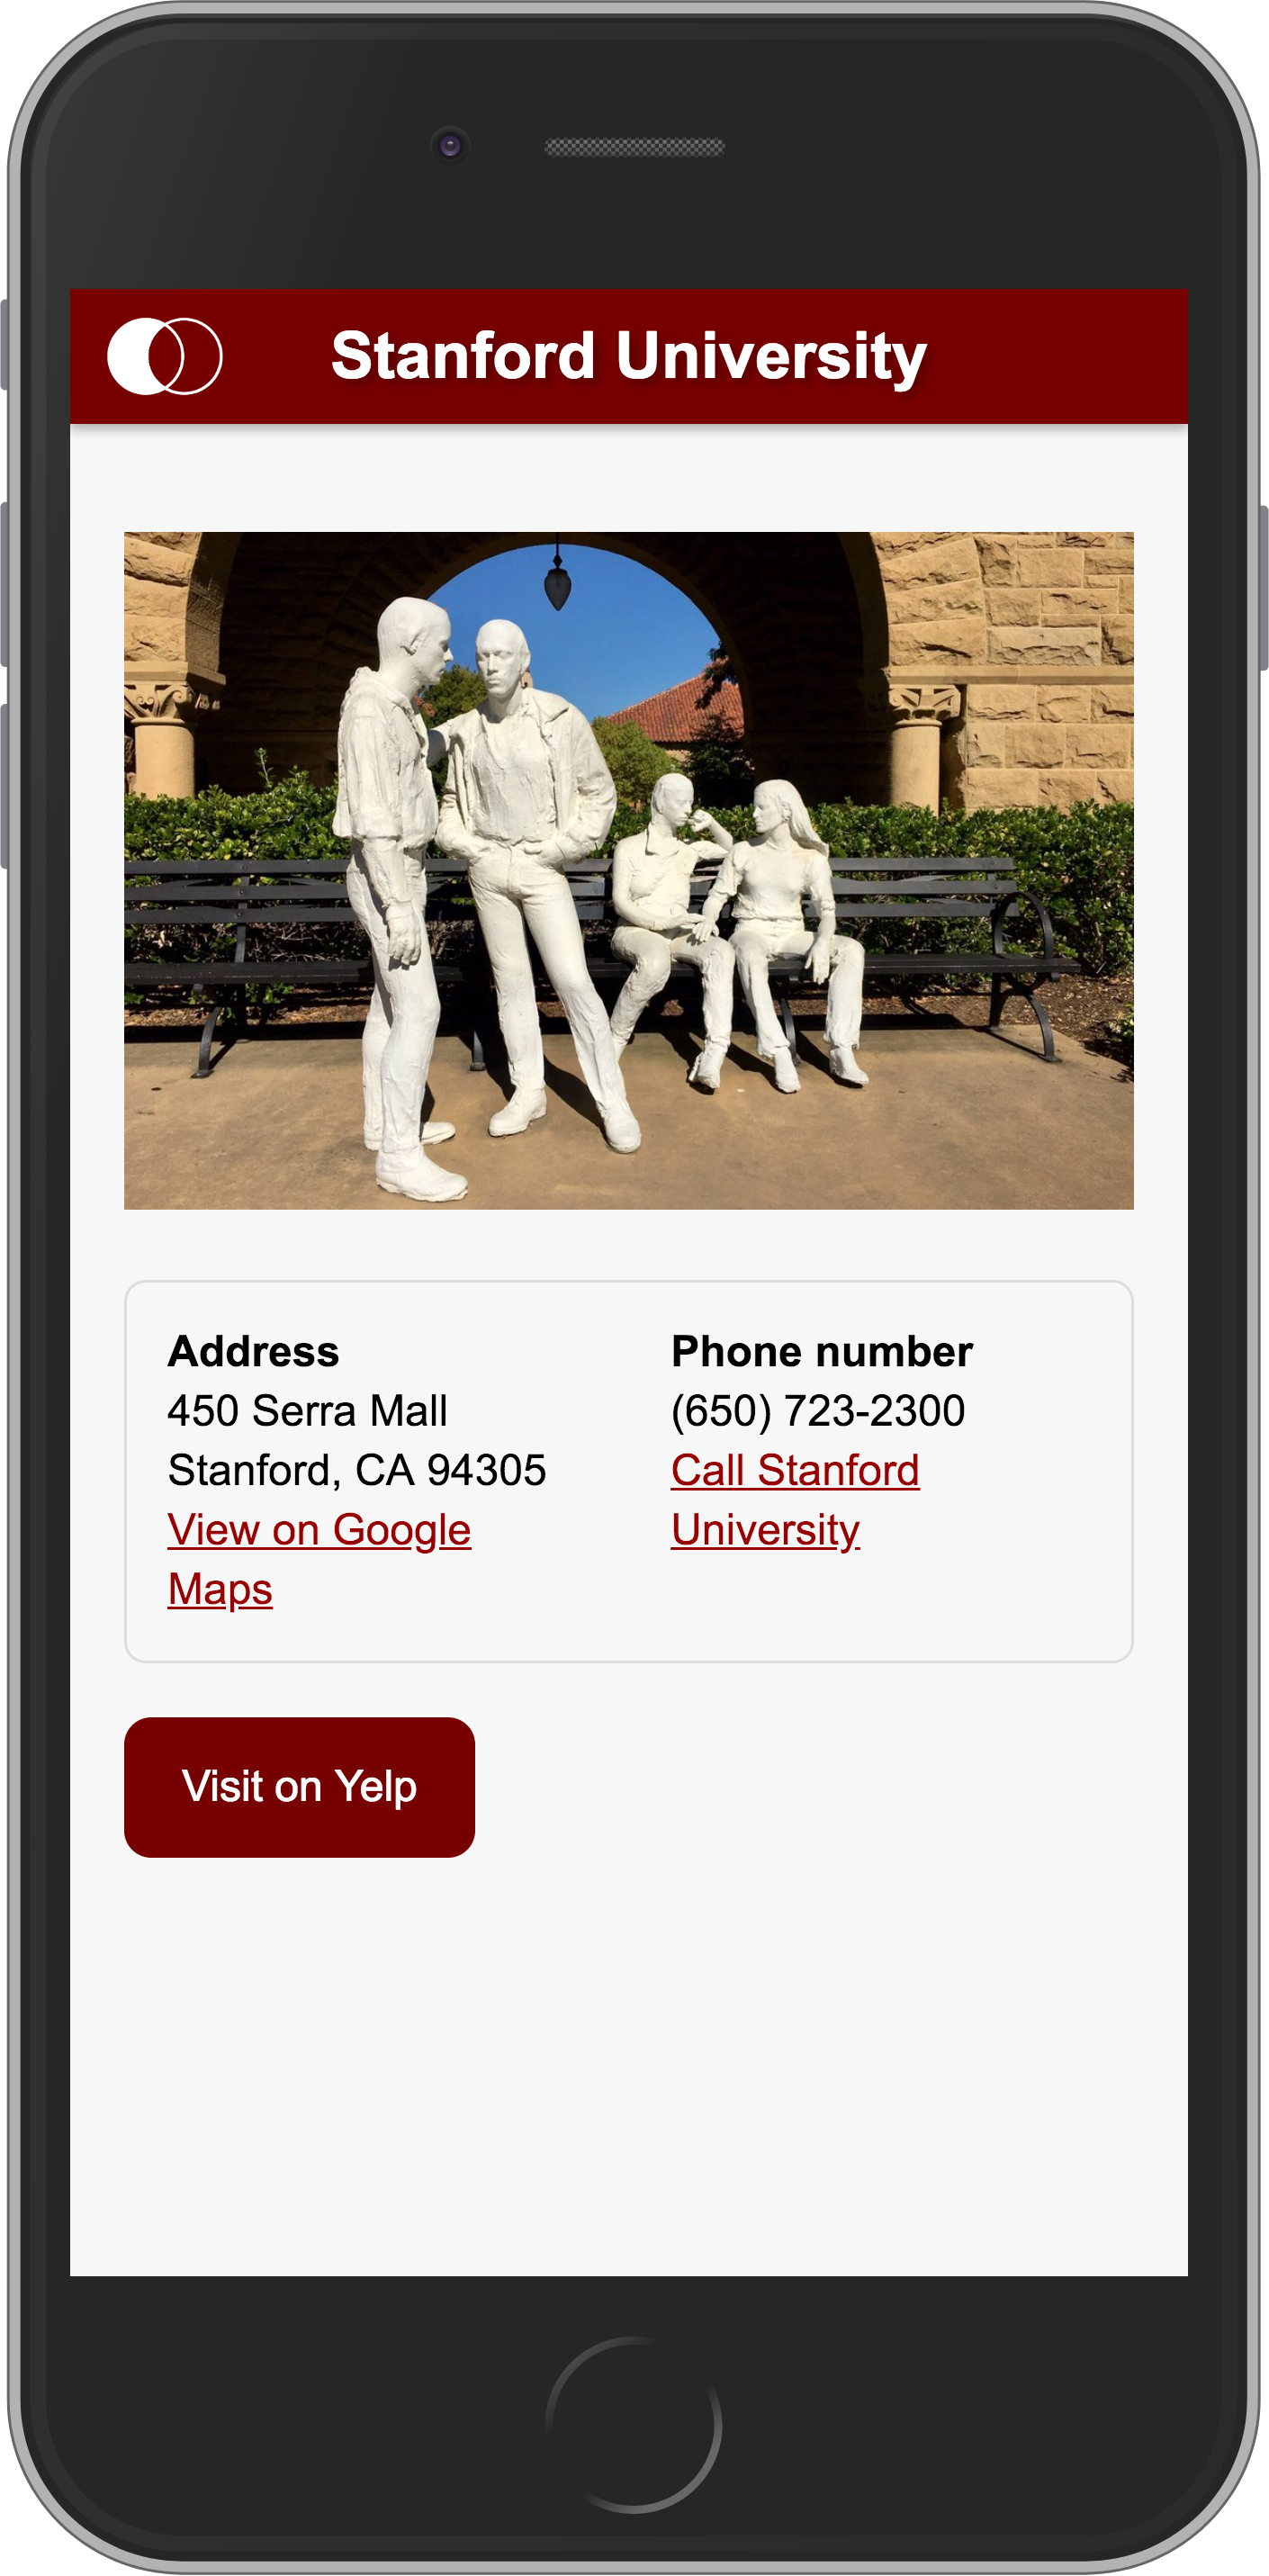 Stanford University
Address
450 Serra Mall
Stanford, CA 94305
View on Google
Maps
Phone number
(650) 723-2300
Call Stanford
University
Visit on Yelp